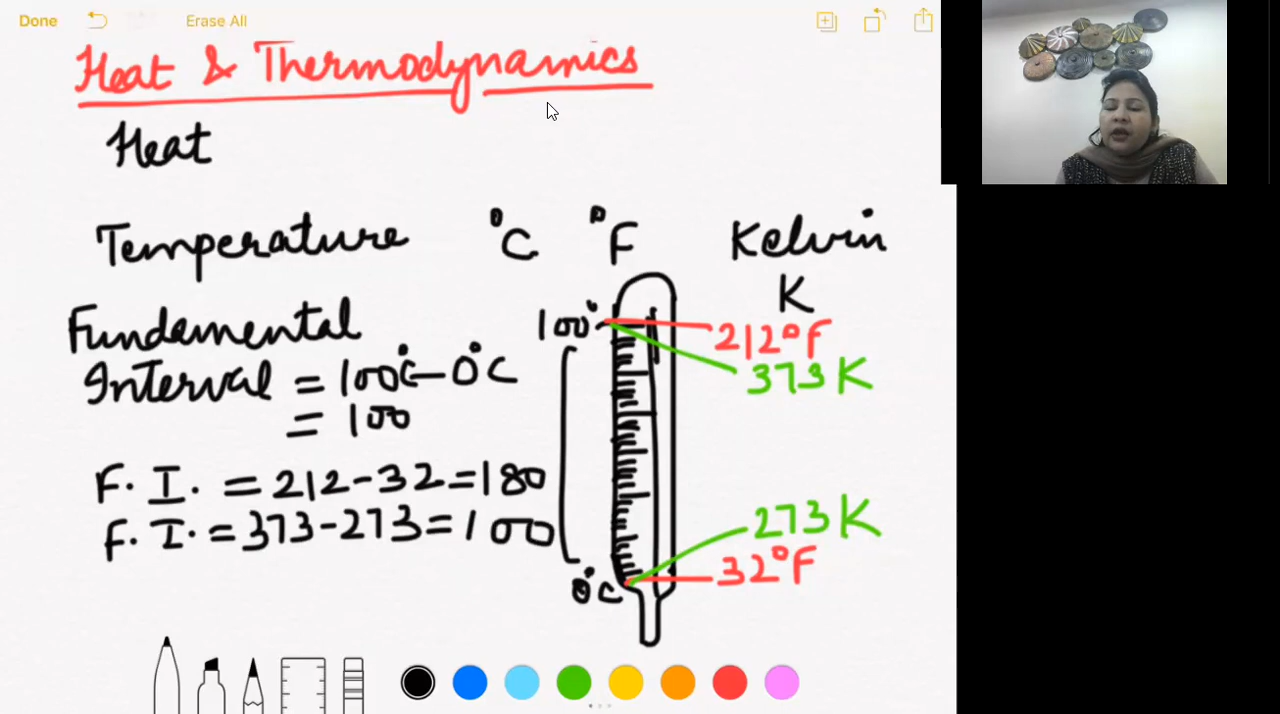 Done
Erase All
Heat & Thermodynamics
Heat
Temperature °C °F Kelvin
K
Fundamental
Interval = 100°C - 0°C
= 100
F. I. = 212-32=180
F. I. = 373-273=100
100°
212°F
373 K
273 K
32°F
0°C